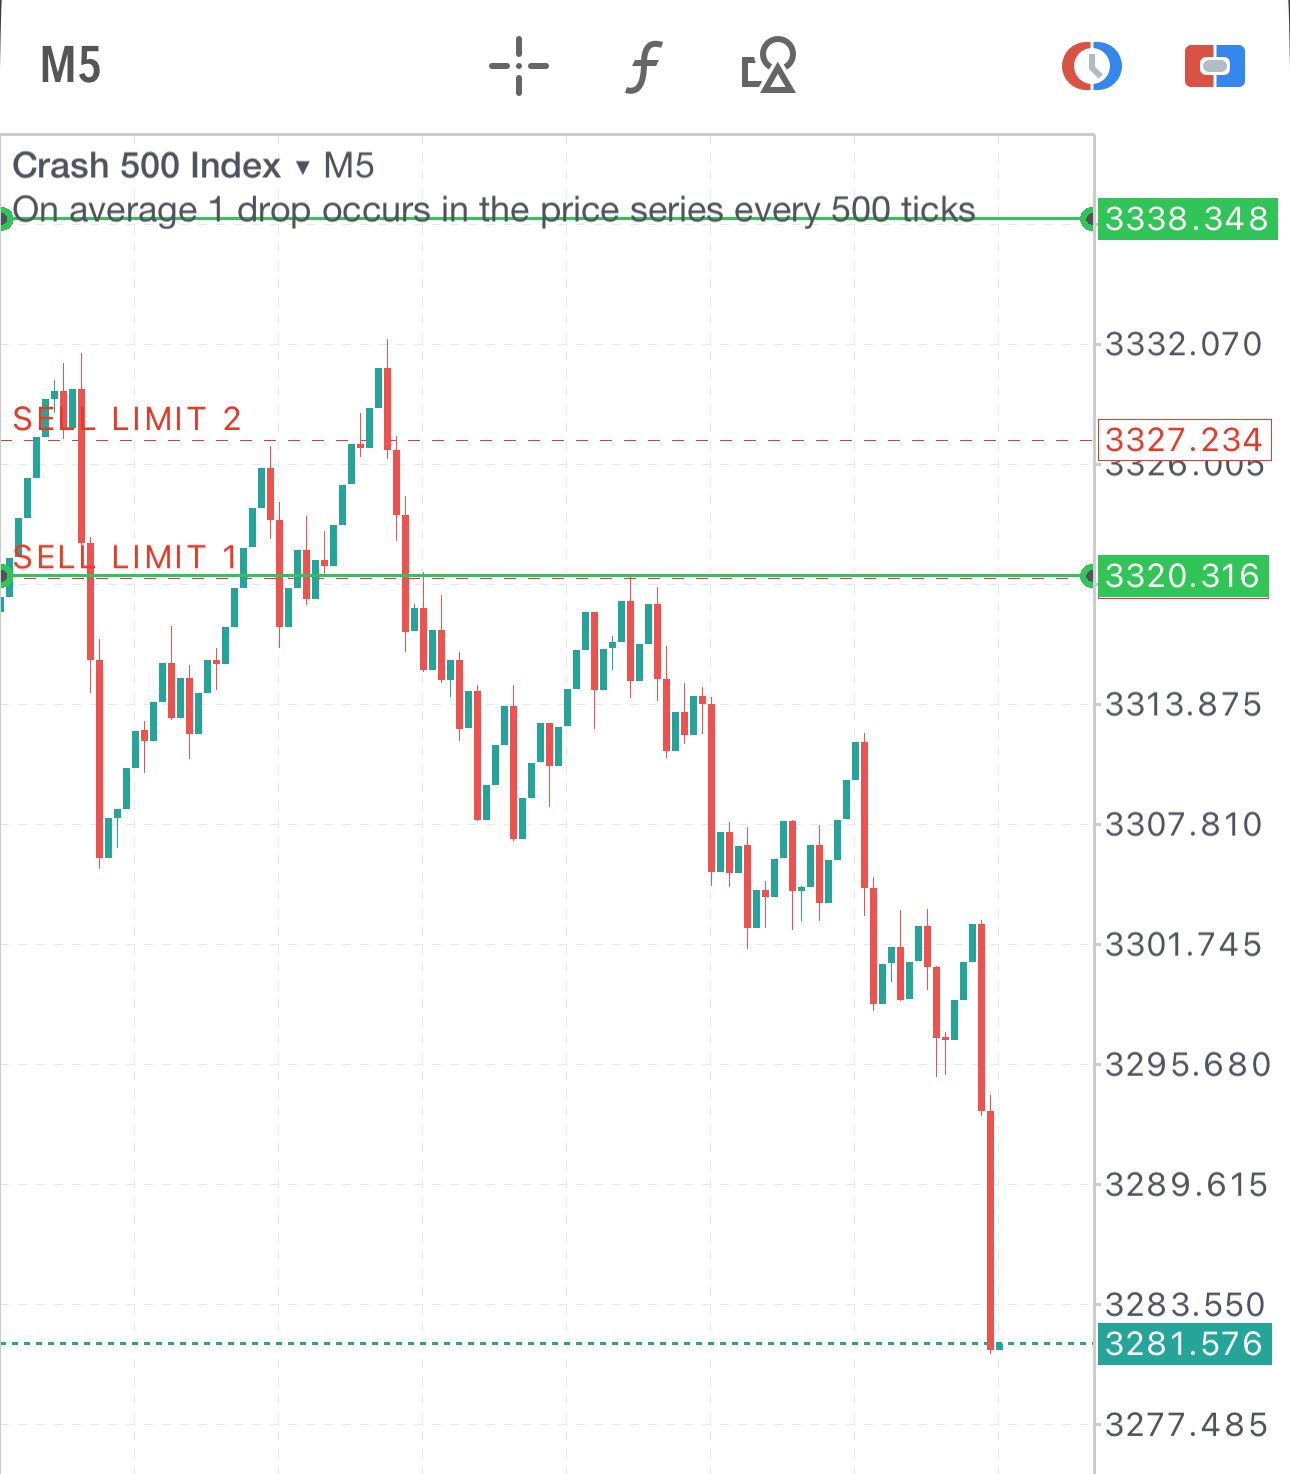 M5
Crash 500 Index ▾ M5
On average 1 drop occurs in the price series every 500 ticks
3338.348
3332.070
SELL LIMIT 2
3327.234
3326.005
SELL LIMIT 1
3320.316
3313.875
3307.810
3301.745
3295.680
3289.615
3283.550
3281.576
3277.485